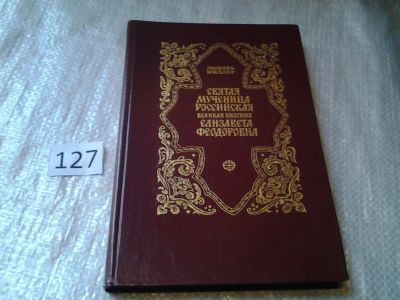 ЛЮБОВЬ
МИЛЛЕР
СВЯТАЯ
МУЧЕНИЦА
РОССИЙСКАЯ
ВЕЛИКАЯ КНЯГИНЯ
ЕЛИЗАВЕТА
ФЕОДОРОВНА
127